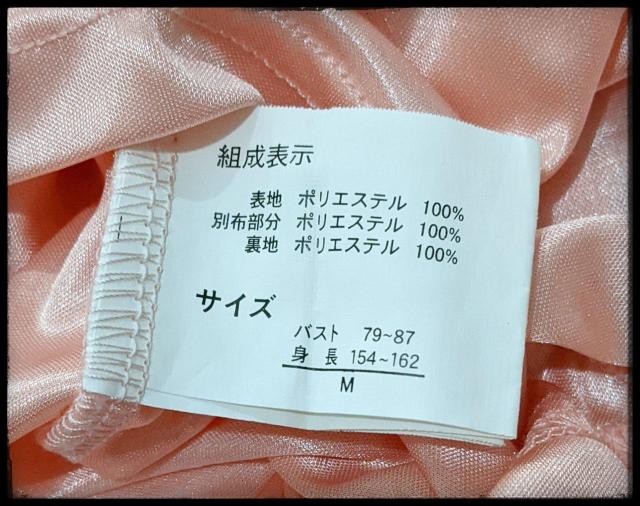 組成表示
表地 ポリエステル 100%
別布部分 ポリエステル 100%
裏地 ポリエステル 100%
サイズ
バスト 79~87
身長 154~162
M